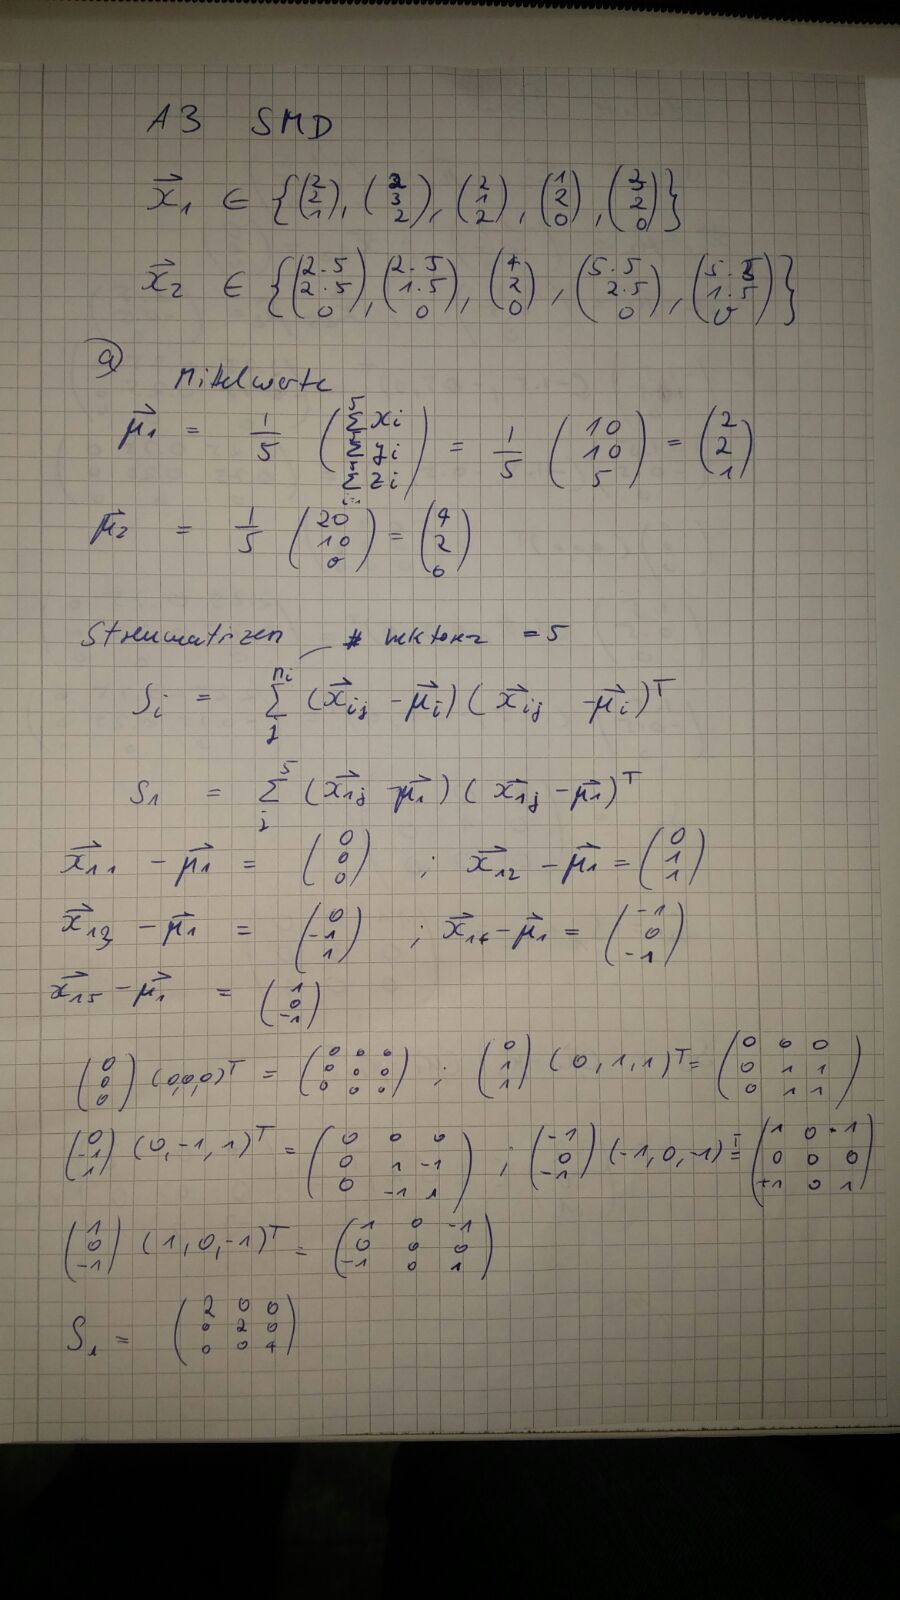 A3 SMD
$\vec{x}_1 \in \{ \begin{pmatrix} 2 \\ 2 \\ 1 \end{pmatrix}, \begin{pmatrix} 2 \\ 3 \\ 2 \end{pmatrix}, \begin{pmatrix} 2 \\ 1 \\ 2 \end{pmatrix}, \begin{pmatrix} 1 \\ 2 \\ 0 \end{pmatrix}, \begin{pmatrix} 3 \\ 2 \\ 0 \end{pmatrix} \}$
$\vec{x}_2 \in \{ \begin{pmatrix} 2.5 \\ 2.5 \\ 0 \end{pmatrix}, \begin{pmatrix} 2.5 \\ 1.5 \\ 0 \end{pmatrix}, \begin{pmatrix} 4 \\ 2 \\ 0 \end{pmatrix}, \begin{pmatrix} 5.5 \\ 2.5 \\ 0 \end{pmatrix}, \begin{pmatrix} 5.5 \\ 1.5 \\ 0 \end{pmatrix} \}$
a)
Mittelwerte
$\vec{\mu}_1 = \frac{1}{5} \begin{pmatrix} \sum^5 x_i \\ \sum y_i \\ \sum_{i=1} z_i \end{pmatrix} = \frac{1}{5} \begin{pmatrix} 10 \\ 10 \\ 5 \end{pmatrix} = \begin{pmatrix} 2 \\ 2 \\ 1 \end{pmatrix}$
$\vec{\mu}_2 = \frac{1}{5} \begin{pmatrix} 20 \\ 10 \\ 0 \end{pmatrix} = \begin{pmatrix} 4 \\ 2 \\ 0 \end{pmatrix}$
Streumatrizen # Vektoren = 5
$S_i = \sum_j^{n_i} (\vec{x}_{ij} - \vec{\mu}_i)(\vec{x}_{ij} - \vec{\mu}_i)^T$
$S_1 = \sum_j^5 (\vec{x}_{1j} - \vec{\mu}_1)(\vec{x}_{1j} - \vec{\mu}_1)^T$
$\vec{x}_{11} - \vec{\mu}_1 = \begin{pmatrix} 0 \\ 0 \\ 0 \end{pmatrix} ; \vec{x}_{12} - \vec{\mu}_1 = \begin{pmatrix} 0 \\ 1 \\ 1 \end{pmatrix}$
$\vec{x}_{13} - \vec{\mu}_1 = \begin{pmatrix} 0 \\ -1 \\ 1 \end{pmatrix} ; \vec{x}_{14} - \vec{\mu}_1 = \begin{pmatrix} -1 \\ 0 \\ -1 \end{pmatrix}$
$\vec{x}_{15} - \vec{\mu}_1 = \begin{pmatrix} 1 \\ 0 \\ -1 \end{pmatrix}$
$\begin{pmatrix} 0 \\ 0 \\ 0 \end{pmatrix} (0,0,0)^T = \begin{pmatrix} 0 & 0 & 0 \\ 0 & 0 & 0 \\ 0 & 0 & 0 \end{pmatrix} ; \begin{pmatrix} 0 \\ 1 \\ 1 \end{pmatrix} (0,1,1)^T = \begin{pmatrix} 0 & 0 & 0 \\ 0 & 1 & 1 \\ 0 & 1 & 1 \end{pmatrix}$
$\begin{pmatrix} 0 \\ -1 \\ 1 \end{pmatrix} (0,-1,1)^T = \begin{pmatrix} 0 & 0 & 0 \\ 0 & 1 & -1 \\ 0 & -1 & 1 \end{pmatrix} ; \begin{pmatrix} -1 \\ 0 \\ -1 \end{pmatrix} (-1,0,-1)^T = \begin{pmatrix} 1 & 0 & +1 \\ 0 & 0 & 0 \\ +1 & 0 & 1 \end{pmatrix}$
$\begin{pmatrix} 1 \\ 0 \\ -1 \end{pmatrix} (1,0,-1)^T = \begin{pmatrix} 1 & 0 & -1 \\ 0 & 0 & 0 \\ -1 & 0 & 1 \end{pmatrix}$
$S_1 = \begin{pmatrix} 2 & 0 & 0 \\ 0 & 2 & 0 \\ 0 & 0 & 4 \end{pmatrix}$